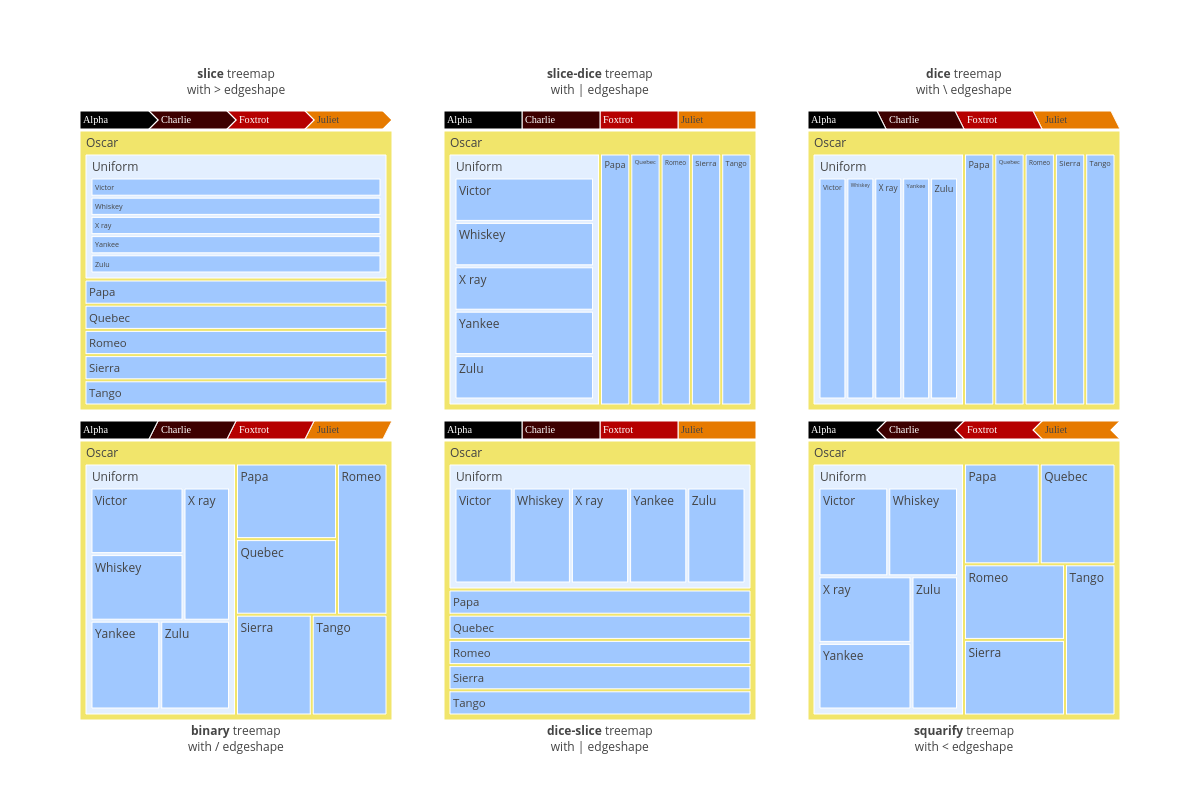 slice treemap
with > edgeshape
Alpha Charlie Foxtrot Juliet
Oscar
Uniform
Victor
Whiskey
X ray
Yankee
Zulu
Papa
Quebec
Romeo
Sierra
Tango
slice-dice treemap
with | edgeshape
Alpha Charlie Foxtrot Juliet
Oscar
Uniform
Victor
Whiskey
X ray
Yankee
Zulu
Papa Quebec Romeo Sierra Tango
dice treemap
with \ edgeshape
Alpha Charlie Foxtrot Juliet
Oscar
Uniform
Victor Whiskey X ray Yankee Zulu
Papa Quebec Romeo Sierra Tango
Alpha Charlie Foxtrot Juliet
Oscar
Uniform
Victor X ray
Whiskey
Yankee Zulu
Papa Romeo
Quebec
Sierra Tango
binary treemap
with / edgeshape
Alpha Charlie Foxtrot Juliet
Oscar
Uniform
Victor Whiskey X ray Yankee Zulu
Papa
Quebec
Romeo
Sierra
Tango
dice-slice treemap
with | edgeshape
Alpha Charlie Foxtrot Juliet
Oscar
Uniform
Victor Whiskey
X ray Zulu
Yankee
Papa Quebec
Romeo Tango
Sierra
squarify treemap
with < edgeshape